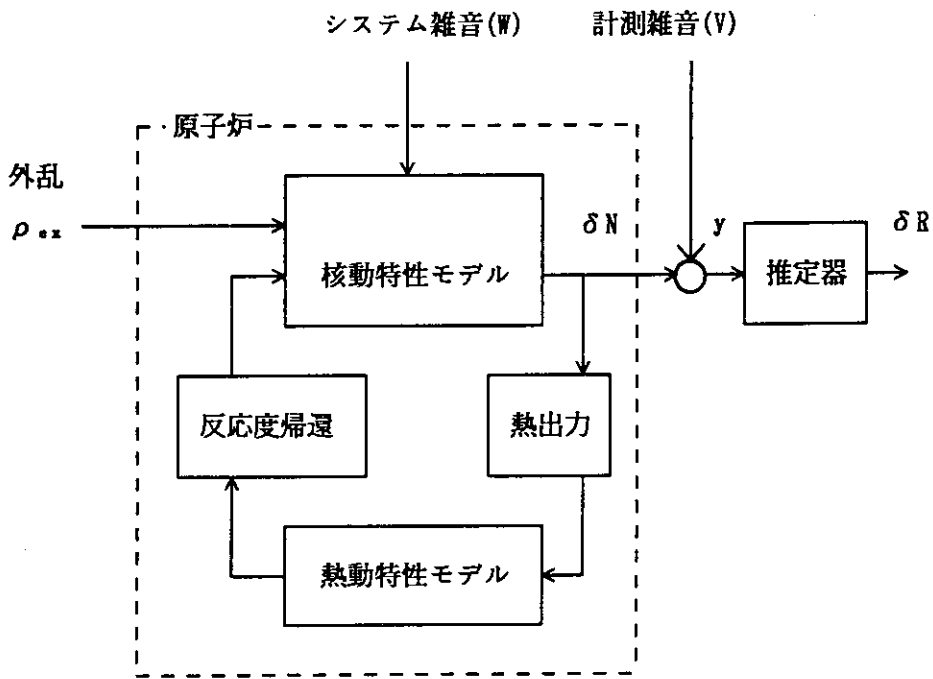 システム雑音(W)
計測雑音(V)
原子炉
外乱
ρex
核動特性モデル
δN
y
推定器
δR
反応度帰還
熱出力
熱動特性モデル